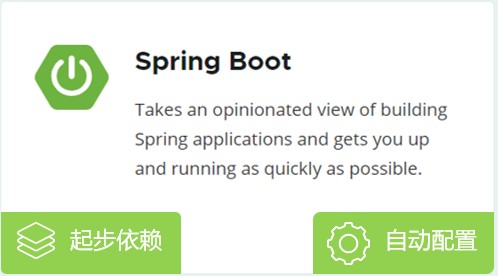 Spring Boot
Takes an opinionated view of building
Spring applications and gets you up
and running as quickly as possible.
起步依赖
自动配置